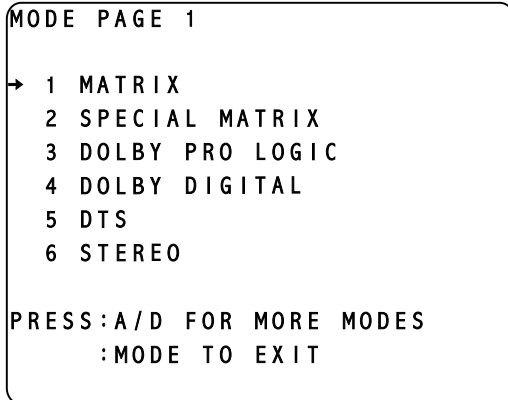 MODE PAGE 1
→ 1 MATRIX
2 SPECIAL MATRIX
3 DOLBY PRO LOGIC
4 DOLBY DIGITAL
5 DTS
6 STEREO
PRESS:A/D FOR MORE MODES
:MODE TO EXIT